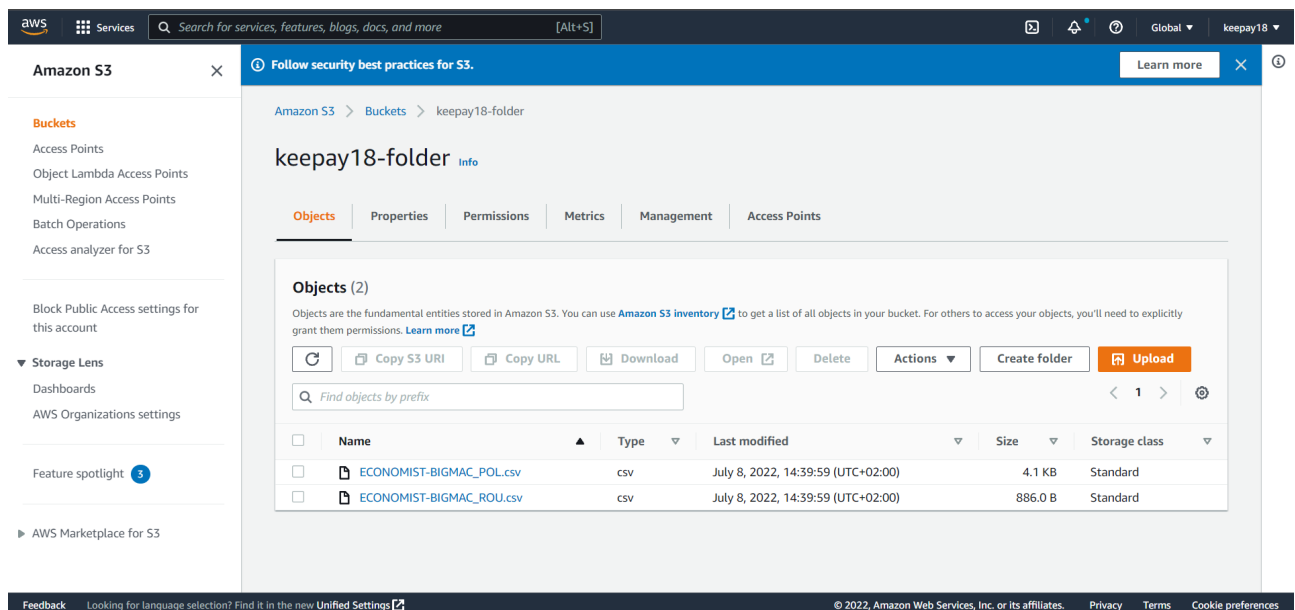 aws Services Search for services, features, blogs, docs, and more [Alt+S] Global keepay18
Amazon S3
Buckets
Access Points
Object Lambda Access Points
Multi-Region Access Points
Batch Operations
Access analyzer for S3
Block Public Access settings for
this account
Storage Lens
Dashboards
AWS Organizations settings
Feature spotlight 3
AWS Marketplace for S3
Follow security best practices for S3. Learn more
Amazon S3 > Buckets > keepay18-folder
keepay18-folder Info
Objects Properties Permissions Metrics Management Access Points
Objects (2)
Objects are the fundamental entities stored in Amazon S3. You can use Amazon S3 inventory to get a list of all objects in your bucket. For others to access your objects, you'll need to explicitly
grant them permissions. Learn more
Copy S3 URI Copy URL Download Open Delete Actions Create folder Upload
Find objects by prefix < 1 >
Name Type Last modified Size Storage class
ECONOMIST-BIGMAC_POL.csv csv July 8, 2022, 14:39:59 (UTC+02:00) 4.1 KB Standard
ECONOMIST-BIGMAC_ROU.csv csv July 8, 2022, 14:39:59 (UTC+02:00) 886.0 B Standard
Feedback Looking for language selection? Find it in the new Unified Settings © 2022, Amazon Web Services, Inc. or its affiliates. Privacy Terms Cookie preferences